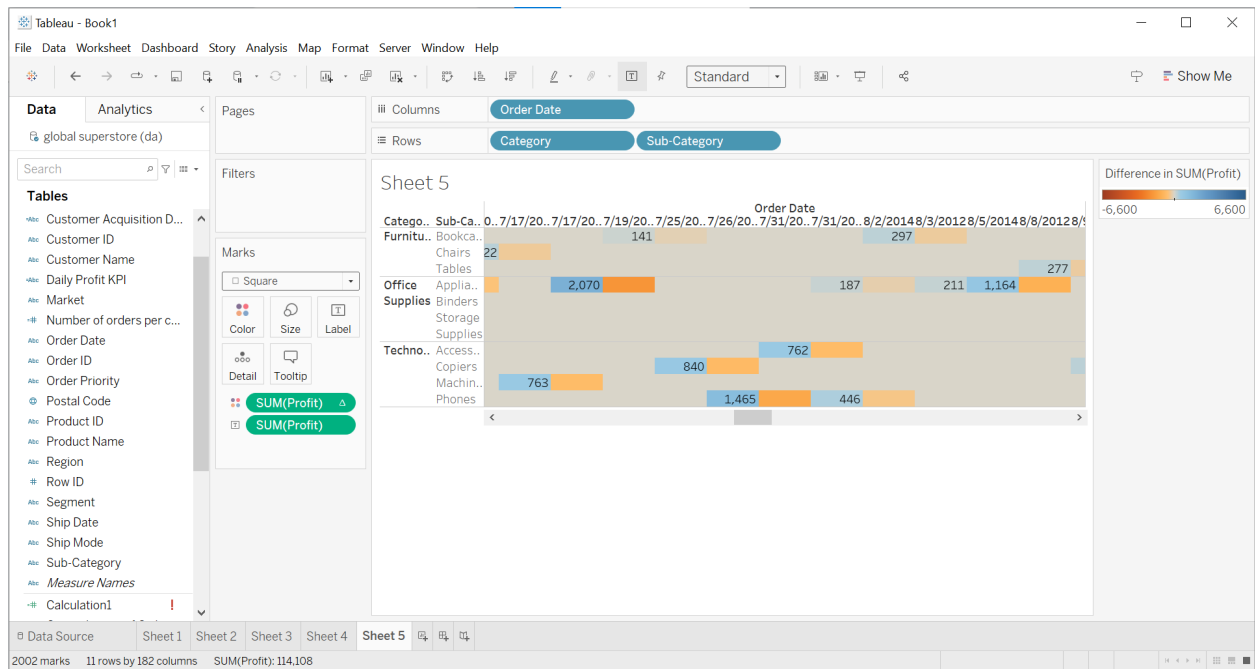 Tableau - Book1
File Data Worksheet Dashboard Story Analysis Map Format Server Window Help
Standard
Show Me
Data Analytics
global superstore (da)
Search
Tables
Customer Acquisition D...
Customer ID
Customer Name
Daily Profit KPI
Market
Number of orders per c...
Order Date
Order ID
Order Priority
Postal Code
Product ID
Product Name
Region
Row ID
Segment
Ship Date
Ship Mode
Sub-Category
Measure Names
Calculation1
Pages
Filters
Marks
Square
Color Size Label
Detail Tooltip
SUM(Profit) Δ
SUM(Profit)
Columns Order Date
Rows Category Sub-Category
Sheet 5
Order Date
Catego.. Sub-Ca.. 0..7/17/20..7/17/20..7/19/20..7/25/20..7/26/20..7/31/20..7/31/20..8/2/2014 8/3/2012 8/5/2014 8/8/2012 8/9
Furnitu.. Bookca.. 141 297
Chairs 22
Tables 277
Office Applia.. 2,070 187 211 1,164
Supplies Binders
Storage
Supplies
Techno.. Access.. 762
Copiers 840
Machin.. 763
Phones 1,465 446
Difference in SUM(Profit)
-6,600 6,600
Data Source Sheet 1 Sheet 2 Sheet 3 Sheet 4 Sheet 5
2002 marks 11 rows by 182 columns SUM(Profit): 114,108